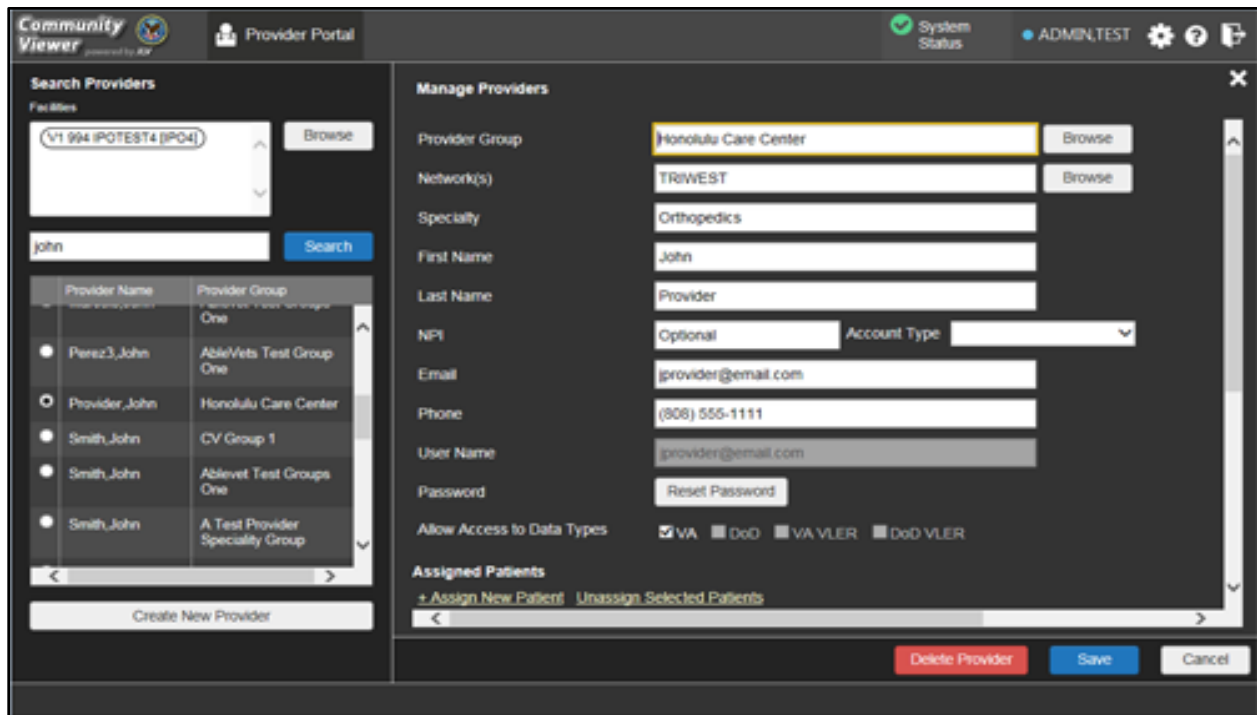 Community
Viewer powered by JLV
Provider Portal
System
Status
ADMIN,TEST
Search Providers
Facilities
V1 994 IPOTEST4 [IPO4]
Browse
john
Search
Provider Name Provider Group
One
Perez3,John AbleVets Test Group
One
Provider,John Honolulu Care Center
Smith,John CV Group 1
Smith,John Ablevet Test Groups
One
Smith,John A Test Provider
Speciality Group
Create New Provider
Manage Providers
Provider Group Honolulu Care Center Browse
Network(s) TRIWEST Browse
Specialty Orthopedics
First Name John
Last Name Provider
NPI Optional Account Type
Email jprovider@email.com
Phone (808) 555-1111
User Name jprovider@email.com
Password Reset Password
Allow Access to Data Types VA DoD VA VLER DoD VLER
Assigned Patients
+ Assign New Patient Unassign Selected Patients
Delete Provider Save Cancel